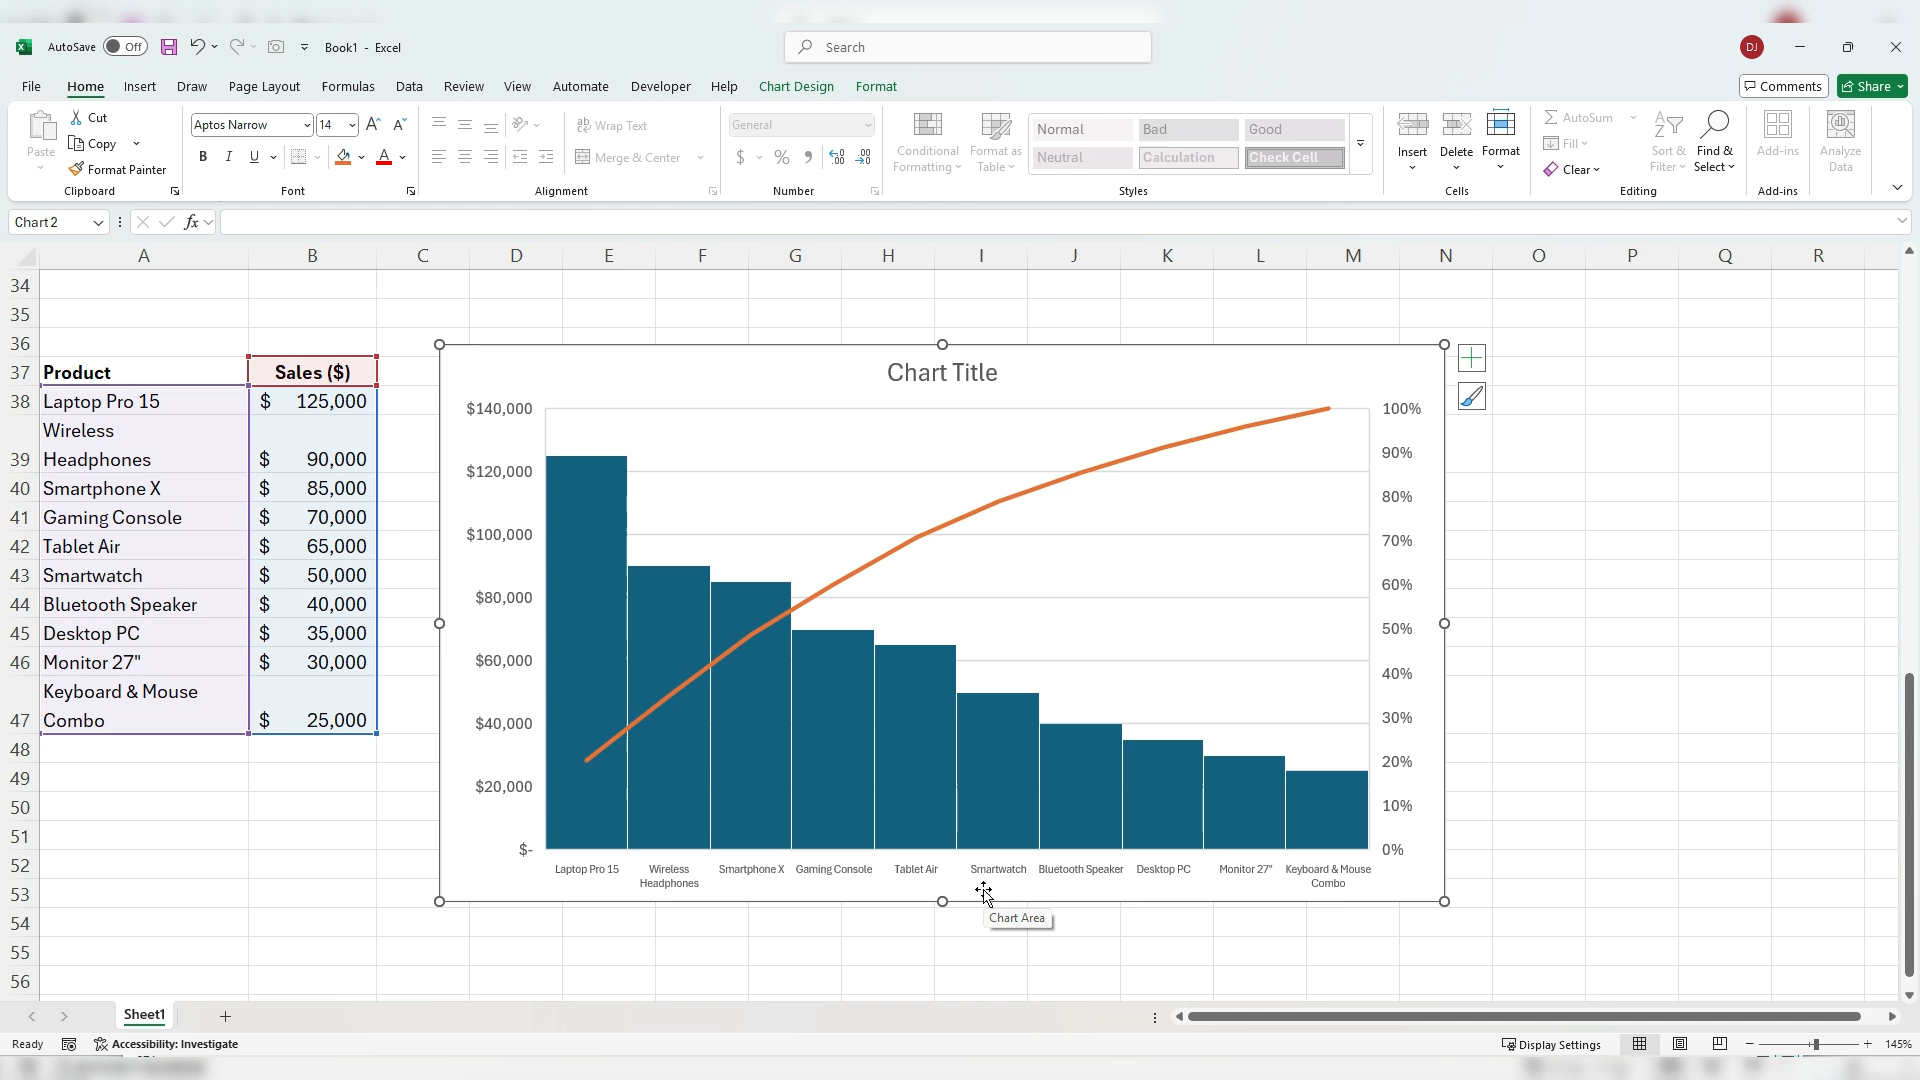 AutoSave Off Book1 - Excel Search DJ
File Home Insert Draw Page Layout Formulas Data Review View Automate Developer Help Chart Design Format Comments Share
Paste Cut Copy Format Painter Clipboard
Aptos Narrow 14 A A B I U A Font
ab Wrap Text Merge & Center Alignment
General $ % Number
Conditional Formatting Format as Table Normal Bad Good Neutral Calculation Check Cell Styles
Insert Delete Format Cells
AutoSum Fill Clear Sort & Filter Find & Select Editing
Add-ins Add-ins
Analyze Data
Chart2 fx
A B C D E F G H I J K L M N O P Q R
34
35
36
37 Product Sales ($)
38 Laptop Pro 15 $ 125,000
Wireless
39 Headphones $ 90,000
40 Smartphone X $ 85,000
41 Gaming Console $ 70,000
42 Tablet Air $ 65,000
43 Smartwatch $ 50,000
44 Bluetooth Speaker $ 40,000
45 Desktop PC $ 35,000
46 Monitor 27" $ 30,000
Keyboard & Mouse
47 Combo $ 25,000
48
49
50
51
52
53
54
55
56
Chart Title
$140,000 100%
90%
$120,000
80%
$100,000
70%
$80,000
60%
50%
$60,000
40%
$40,000
30%
20%
$20,000
10%
$- 0%
Laptop Pro 15 Wireless Headphones Smartphone X Gaming Console Tablet Air Smartwatch Bluetooth Speaker Desktop PC Monitor 27" Keyboard & Mouse Combo
Chart Area
Sheet1
Ready Accessibility: Investigate Display Settings 145%